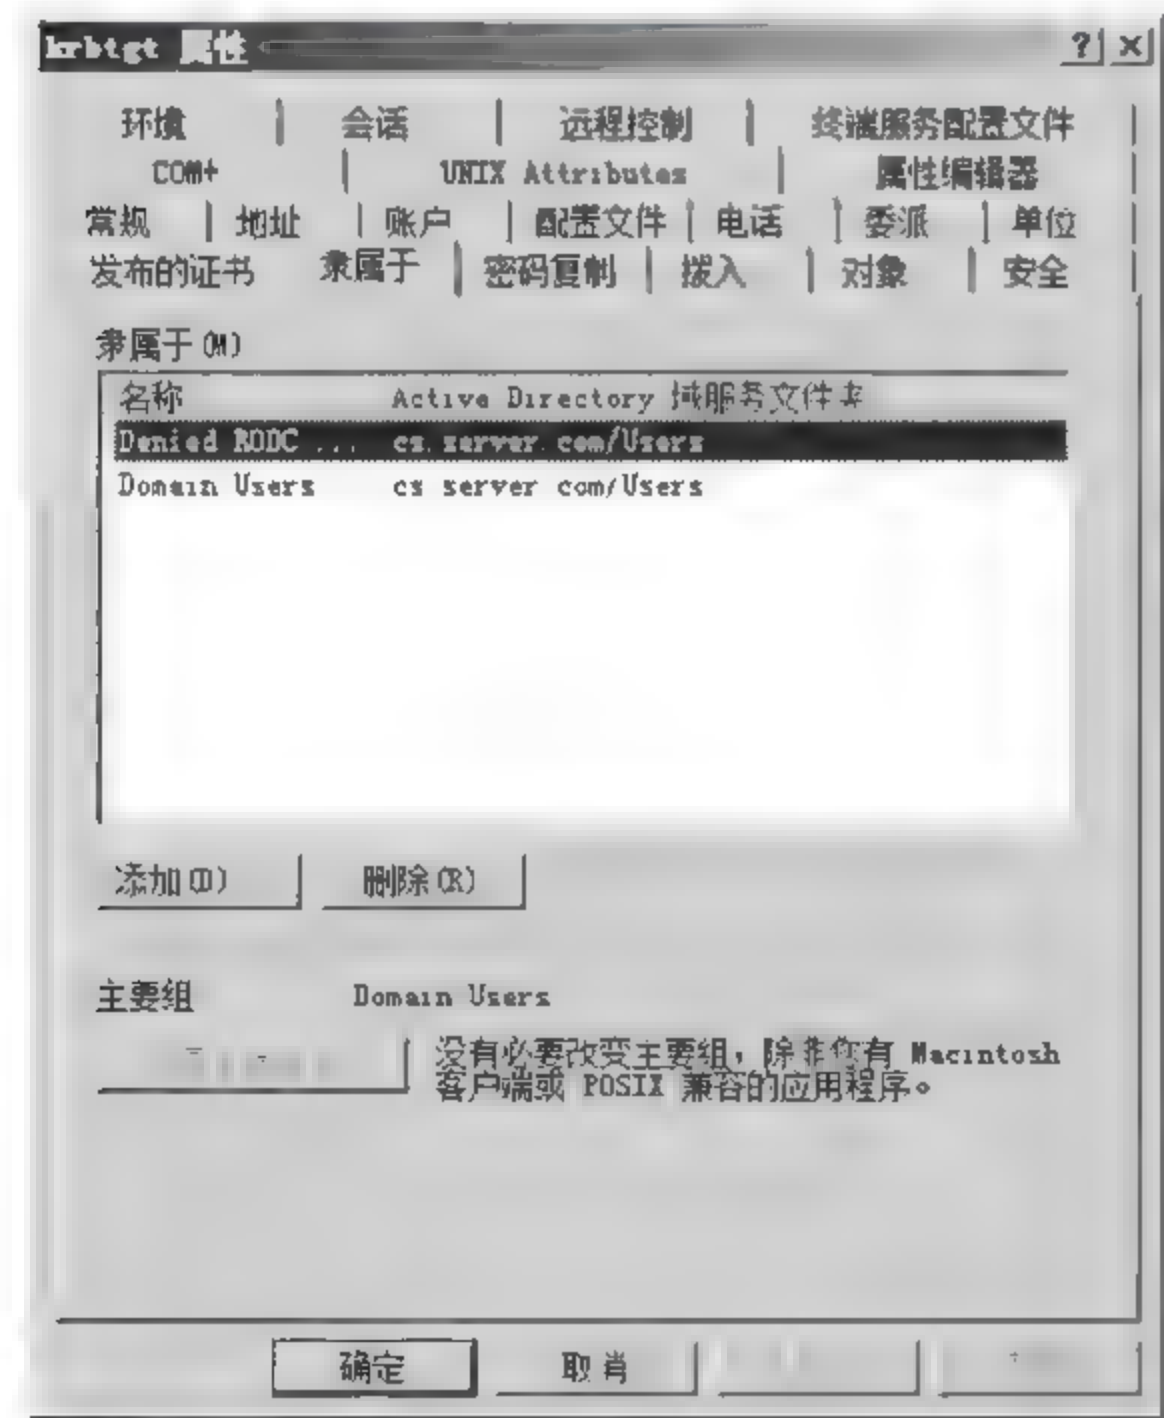 krbtgt 属性
环境 会话 远程控制 终端服务配置文件
COM+ UNIX Attributes 属性编辑器
常规 地址 账户 配置文件 电话 委派 单位
发布的证书 隶属于 密码复制 拨入 对象 安全
隶属于(M)
名称 Active Directory 域服务文件夹
Denied RODC ... cs.server.com/Users
Domain Users cs server com/Users
添加(D) 删除(R)
主要组 Domain Users
没有必要改变主要组，除非你有 Macintosh
客户端或 POSIX 兼容的应用程序。
确定 取消